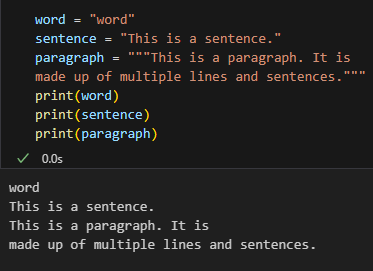 word = "word"
sentence = "This is a sentence."
paragraph = """This is a paragraph. It is
made up of multiple lines and sentences."""
print(word)
print(sentence)
print(paragraph)
0.0s
word
This is a sentence.
This is a paragraph. It is
made up of multiple lines and sentences.